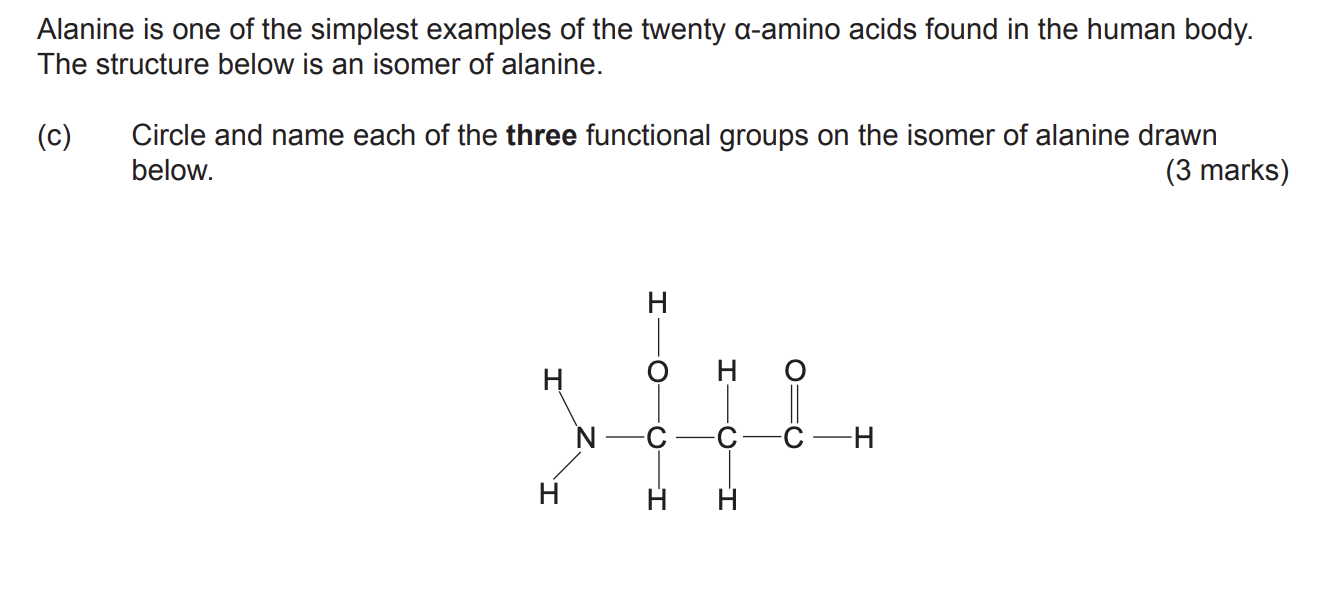 Alanine is one of the simplest examples of the twenty α-amino acids found in the human body.
The structure below is an isomer of alanine.
(c) Circle and name each of the three functional groups on the isomer of alanine drawn
below. (3 marks)
H
H O H O
N C C C H
H H H